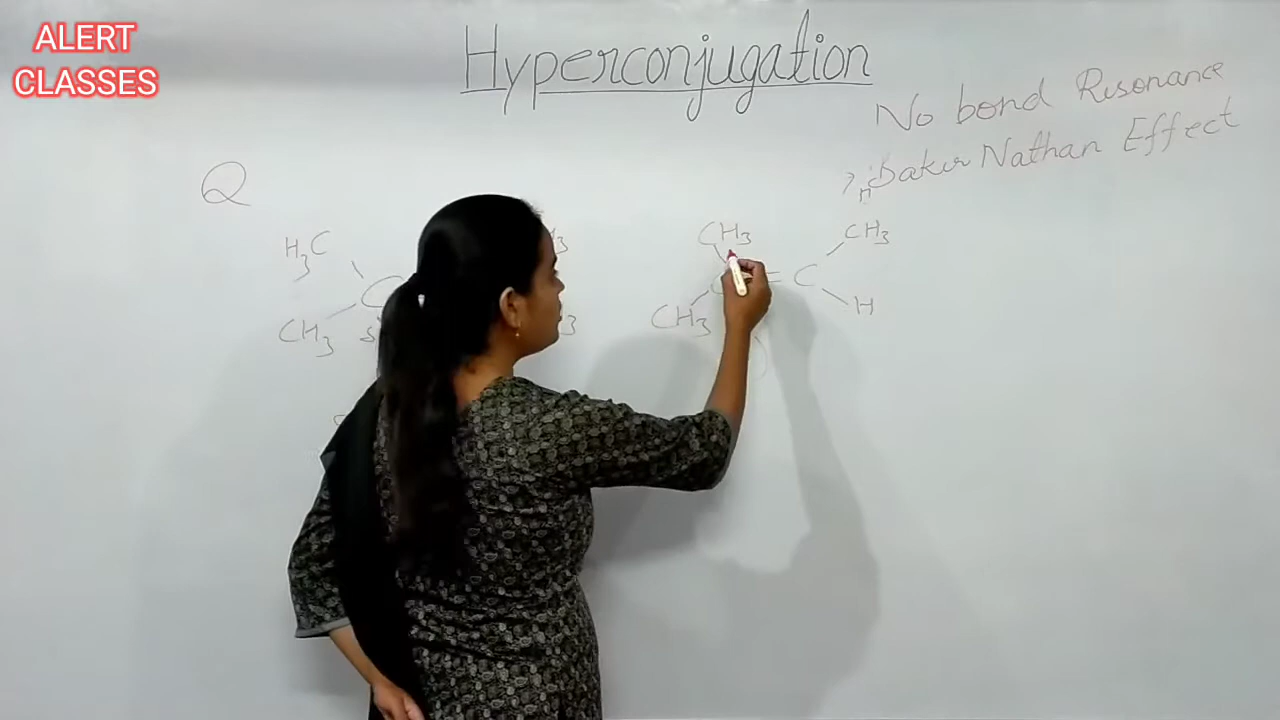 ALERT
CLASSES
Hyperconjugation
No bond Resonance
Baker Nathan Effect
Q
H3C
CH3
C
CH3
CH3
= C
CH3
H